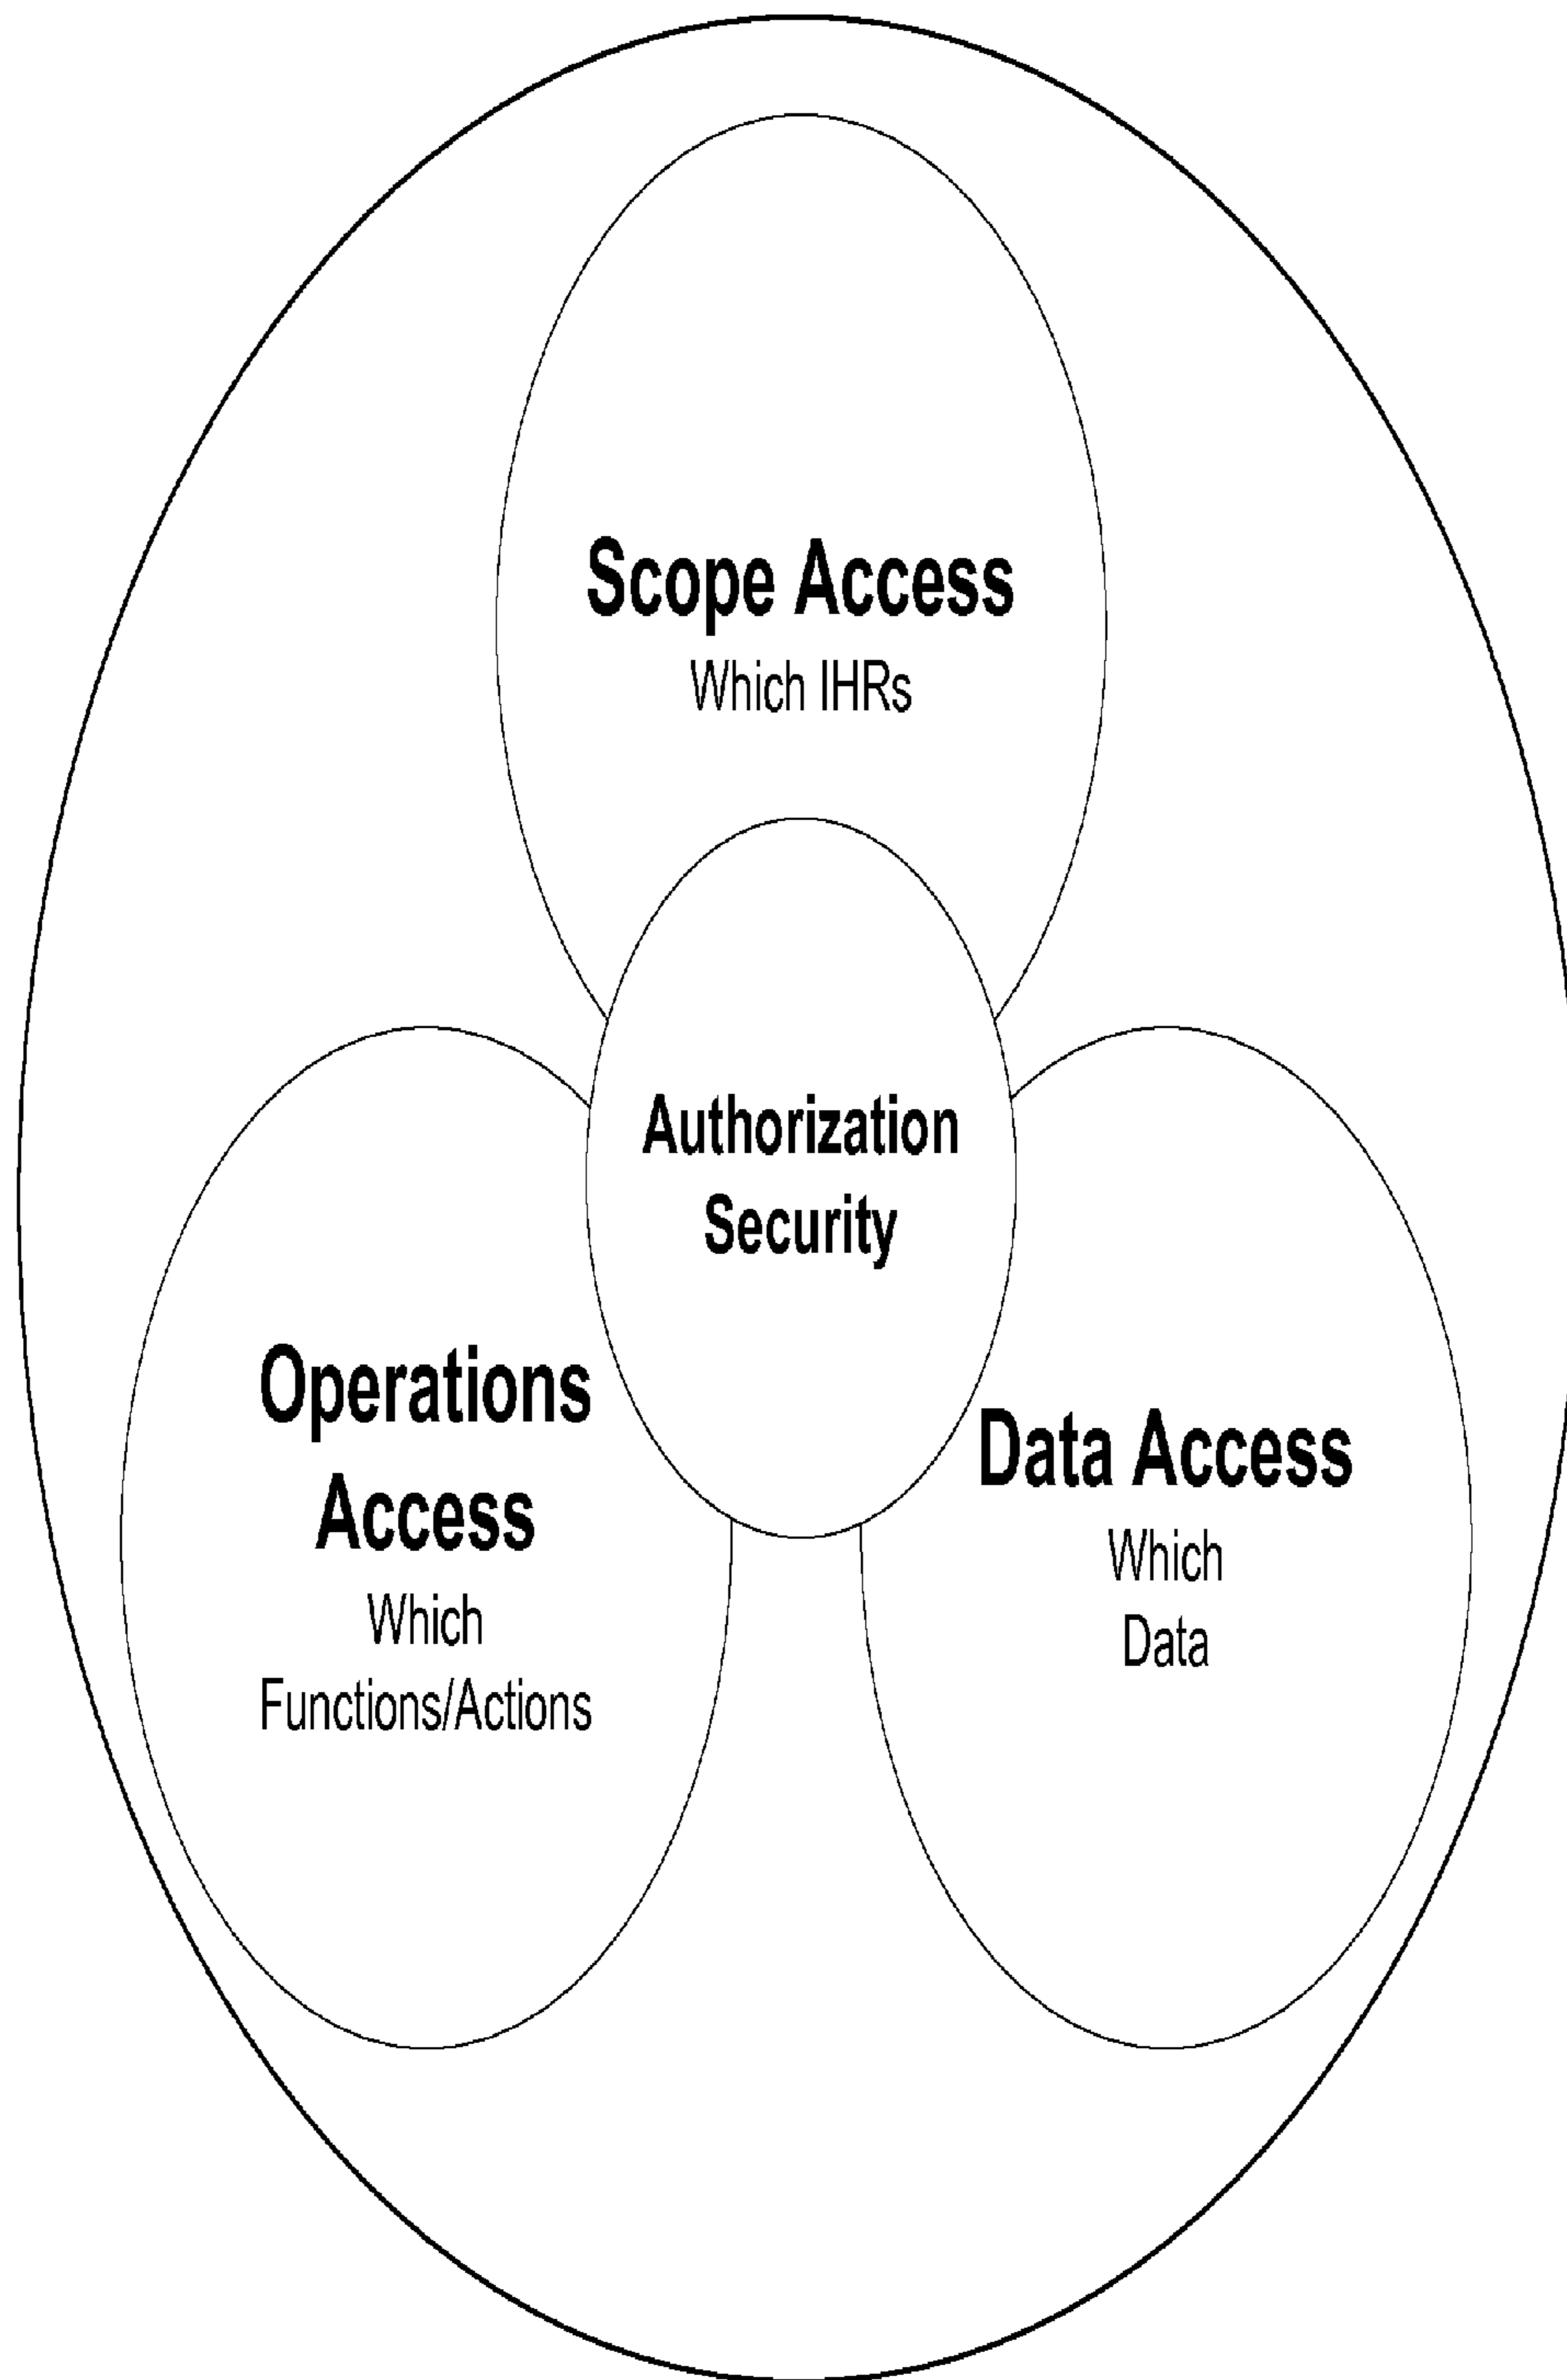 Scope Access
Which IHRs
Authorization
Security
Operations
Access
Which
Functions/Actions
Data Access
Which
Data